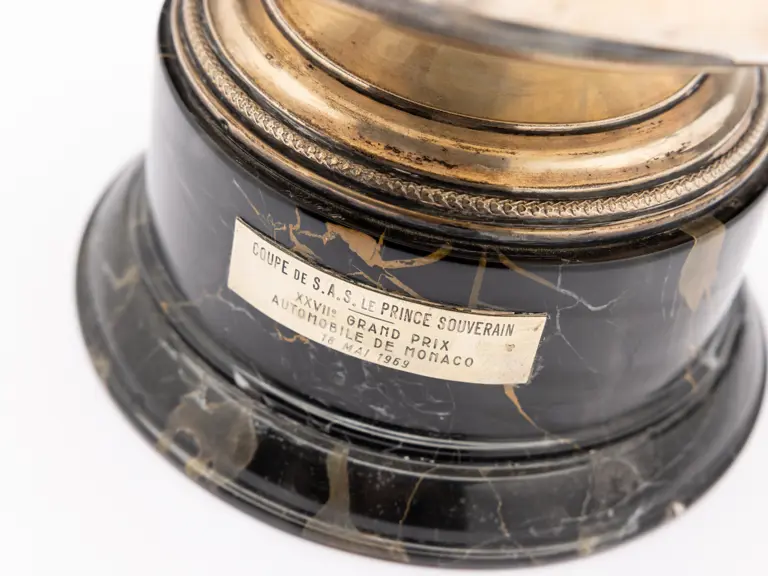 COUPE DE S.A.S. LE PRINCE SOUVERAIN
XXVIIe GRAND PRIX
AUTOMOBILE DE MONACO
18 MAI 1969